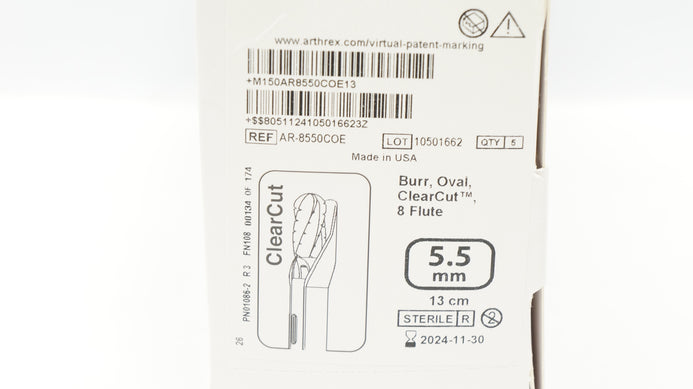 www.arthrex.com/virtual-patent-marking
+M150AR8550COE13
+$$8051124105016623Z
REF AR-8550COE LOT 10501662 QTY 5
Made in USA
PN01086-2 R 3 FN108 00134 OF 174
26
ClearCut
Burr, Oval,
ClearCut™,
8 Flute
5.5
mm
13 cm
STERILE R 2
2024-11-30